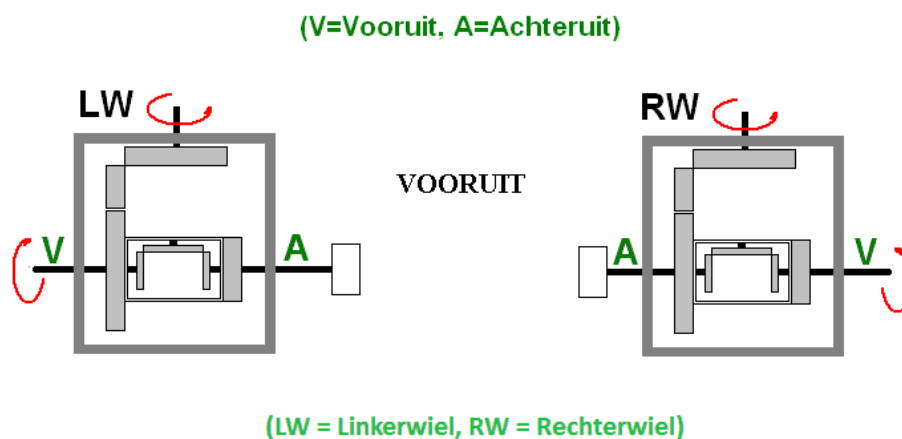 (V=Vooruit, A=Achteruit)
LW
RW
VOORUIT
V
A
A
V
(LW = Linkerwiel, RW = Rechterwiel)